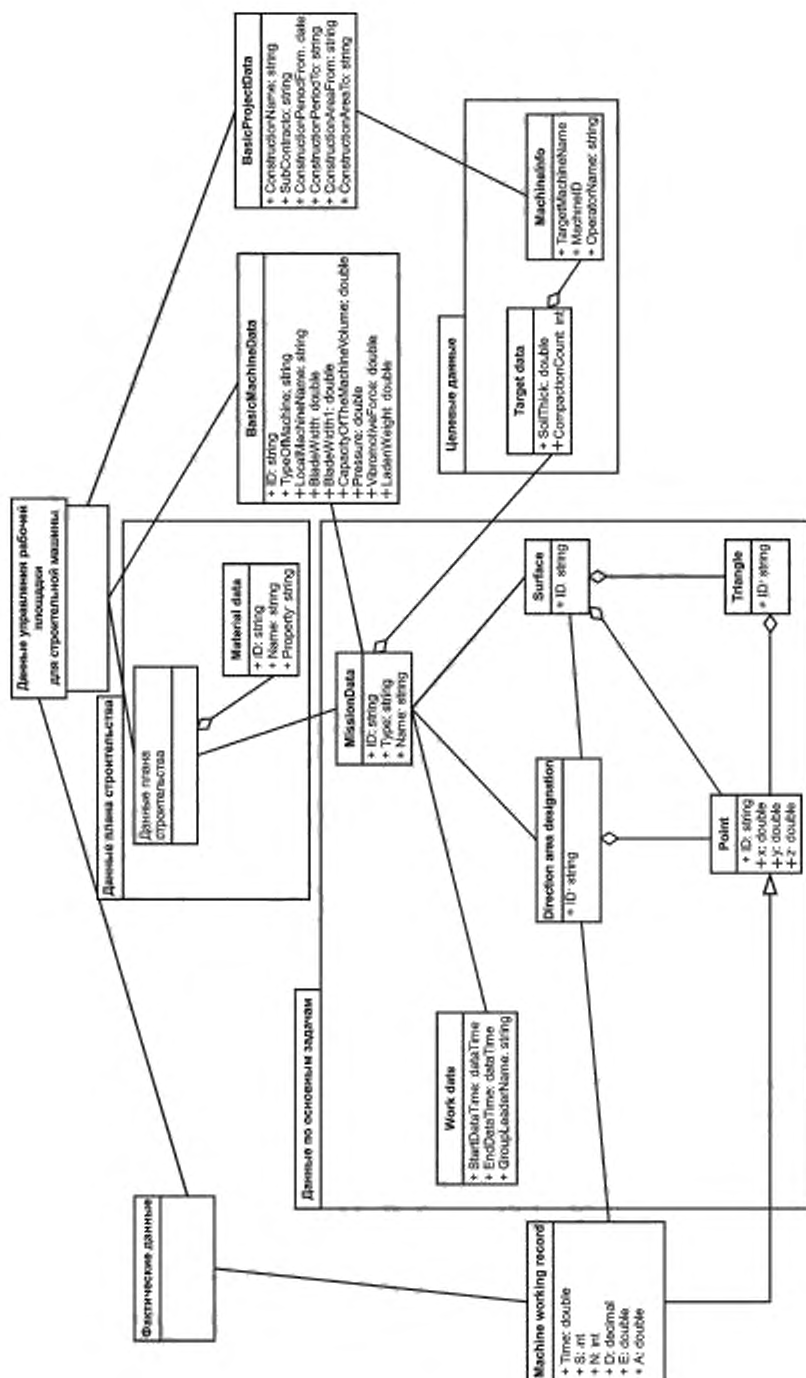 Данные управления рабочей
площадки
для строительной машины
Фактические данные
Данные плана строительства
Данные плана
строительства
Material data
+ ID: string
+ Name: string
+ Property: string
BasicMachineData
+ ID: string
+ TypeOfMachine: string
+ LocalMachineName: string
+ BladeWidth: double
+ BladeWidth1: double
+ CapacityOfTheMachineVolume: double
+ Pressure: double
+ VibromotiveForce: double
+ LadenWeight: double
BasicProjectData
+ ConstructionName: string
+ SubContracto: string
+ ConstructionPeriodFrom: date
+ ConstructionPeriodTo: string
+ ConstructionAreaFrom: string
+ ConstructionAreaTo: string
Данные по основным задачам
MissionData
+ ID: string
+ Type: string
+ Name: string
Целевые данные
Target data
+ SoilThick: double
+ CompactionCount: int
MachineInfo
+ TargetMachineName
+ MachineID
+ OperatorName: string
Work date
+ StartDataTime: dataTime
+ EndDataTime: dataTime
+ GroupLeaderName: string
Direction area designation
+ ID: string
Surface
+ ID: string
Machine working record
+ Time: double
+ S: int
+ N: int
+ D: decimal
+ E: double
+ A: double
Point
+ ID: string
+ x: double
+ y: double
+ z: double
Triangle
+ ID: string